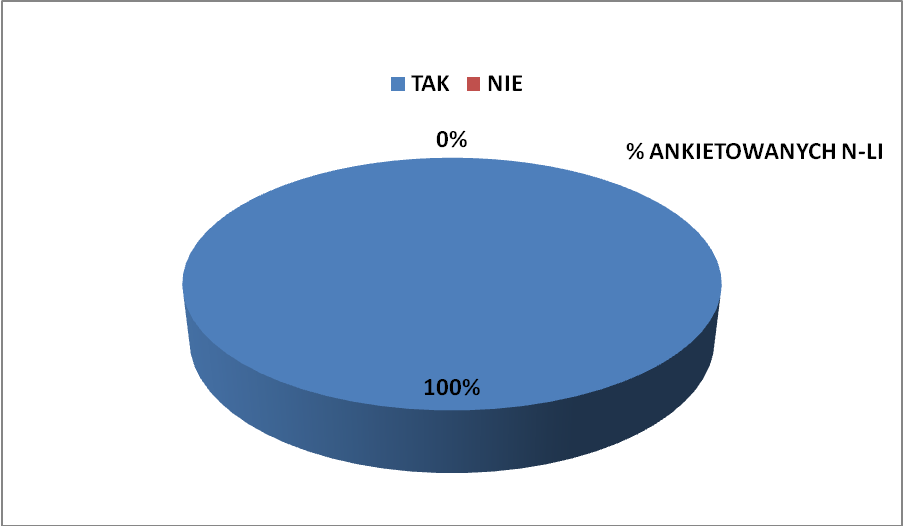 TAK NIE
0%
% ANKIETOWANYCH N-LI
100%